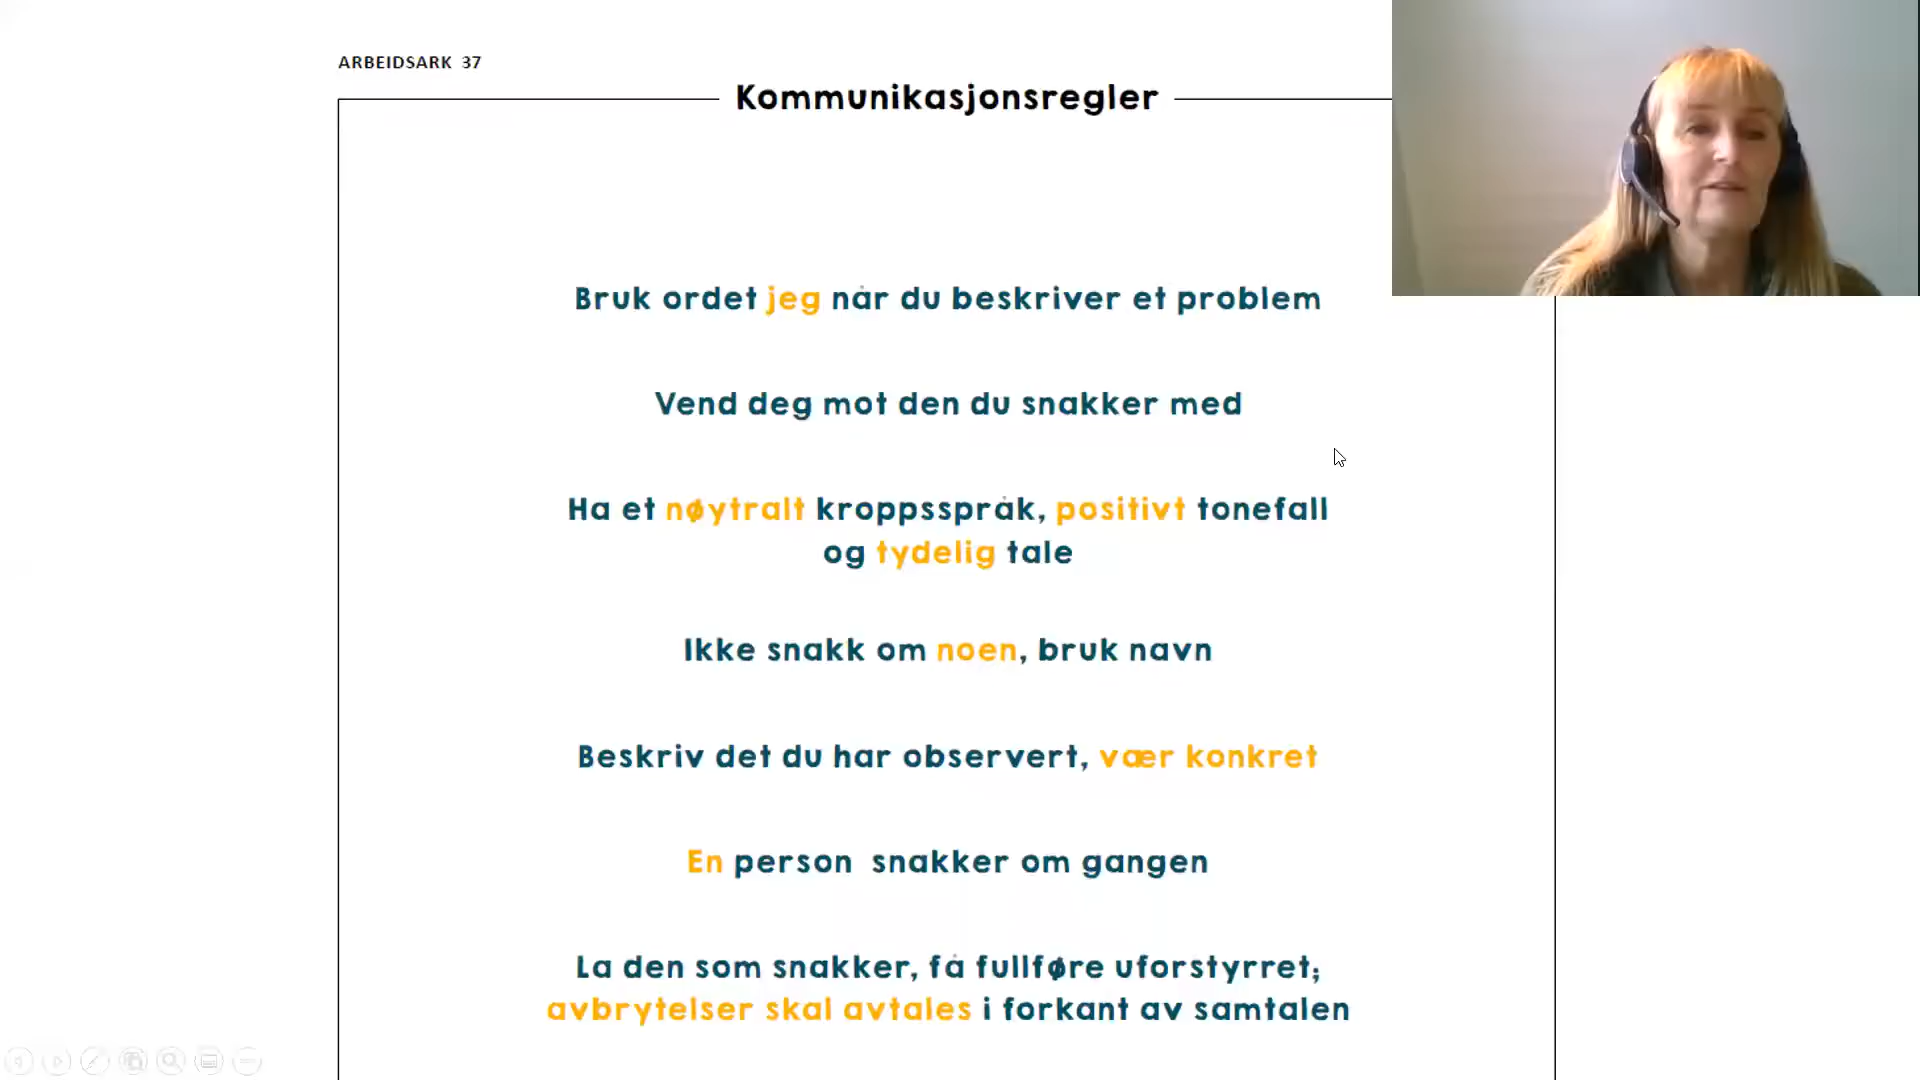 ARBEIDSARK 37
Kommunikasjonsregler
Bruk ordet jeg når du beskriver et problem
Vend deg mot den du snakker med
Ha et nøytralt kroppsspråk, positivt tonefall
og tydelig tale
Ikke snakk om noen, bruk navn
Beskriv det du har observert, vær konkret
En person snakker om gangen
La den som snakker, få fullføre uforstyrret;
avbrytelser skal avtales i forkant av samtalen